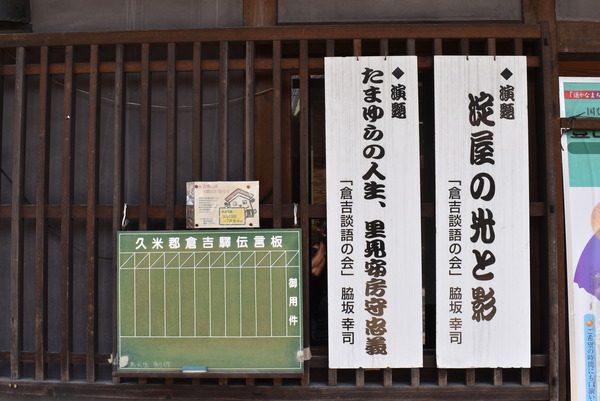 ◆演題
淀屋の光と影
「倉吉談語の会」 脇坂 幸司
◆演題
たまゆらの人生、里見安房守忠義
「倉吉談語の会」 脇坂 幸司
久米郡倉吉驛伝言板
御用件